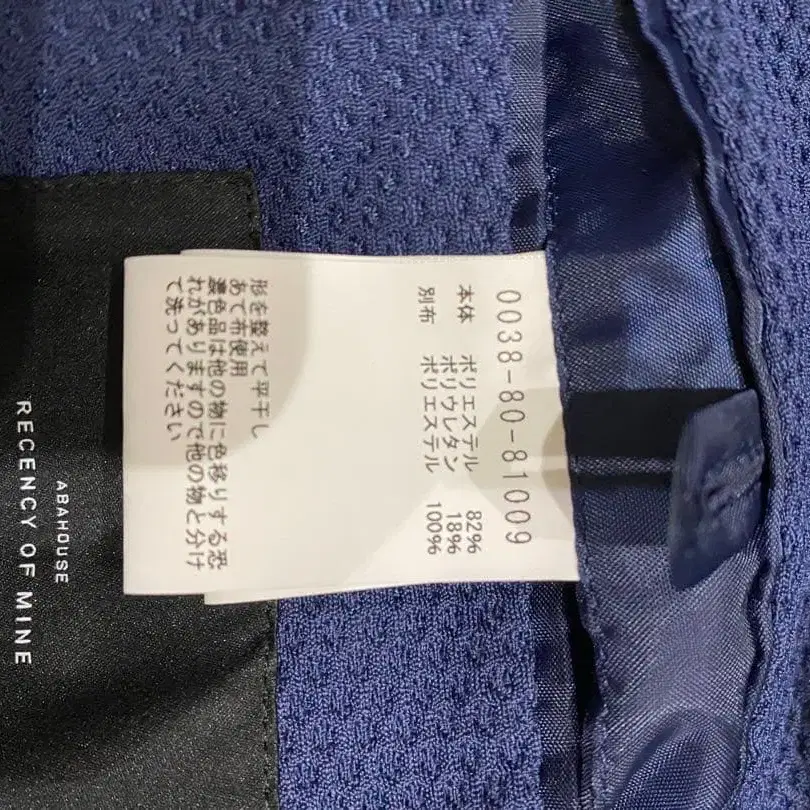 0038-80-81009
本体 ポリエステル 82%
ポリウレタン 18%
別布 ポリエステル 100%
形を整えて平干し
あて布使用
濃色品は他の物に色移りする恐
れがありますので他の物と分け
て洗ってください
ABAHOUSE
RECENCY OF MINE